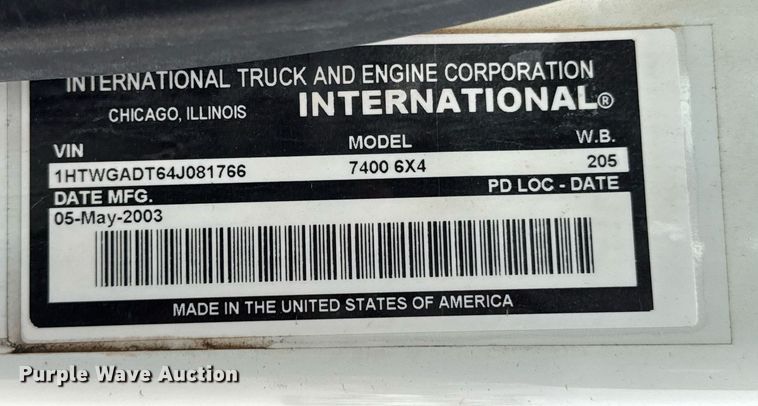 INTERNATIONAL TRUCK AND ENGINE CORPORATION
CHICAGO, ILLINOIS INTERNATIONAL®
VIN MODEL W.B.
1HTWGADT64J081766 7400 6X4 205
DATE MFG. PD LOC - DATE
05-May-2003
MADE IN THE UNITED STATES OF AMERICA
Purple Wave Auction